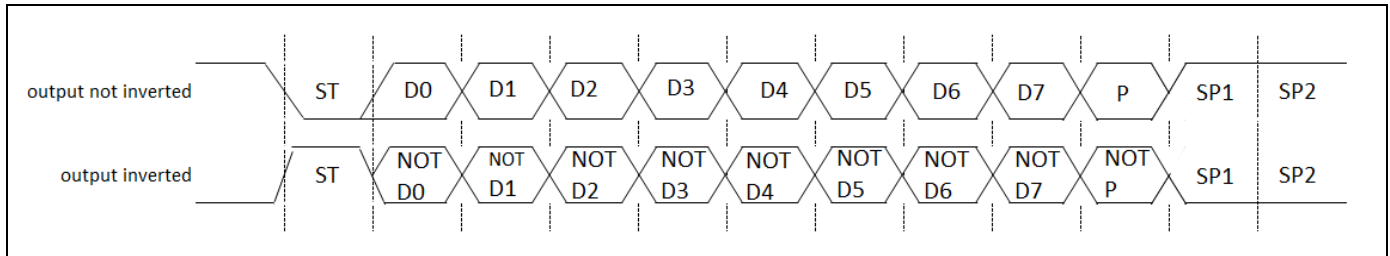 output not inverted ST D0 D1 D2 D3 D4 D5 D6 D7 P SP1 SP2
output inverted ST NOT D0 NOT D1 NOT D2 NOT D3 NOT D4 NOT D5 NOT D6 NOT D7 NOT P SP1 SP2